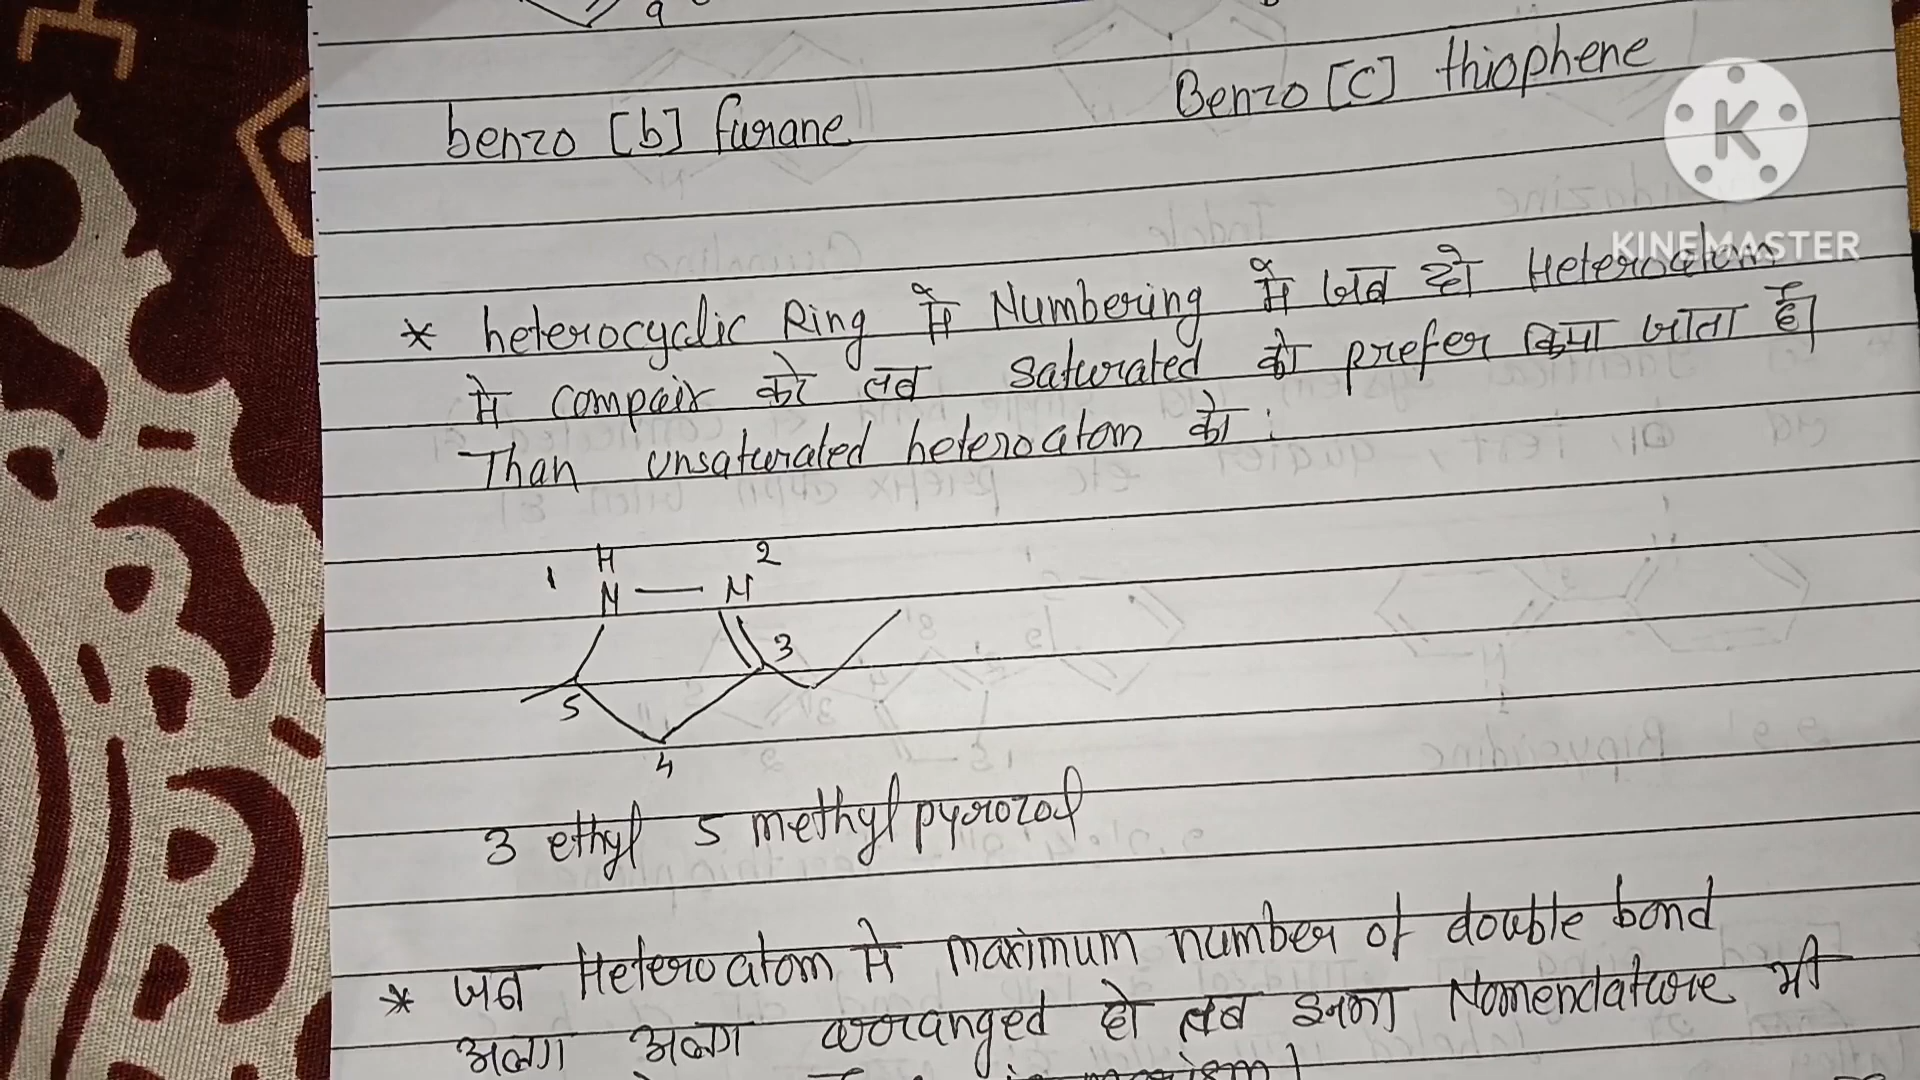 9
benzo [b] furane
Benzo [C] thiophene
K
KINEMASTER
* heterocyclic Ring में Numbering में जब दो Heteroatom
में compair करे तब saturated को prefer किया जाता है।
Than unsaturated heteroatom को
H
1 N — N 2
3
5
4
3 ethyl 5 methyl pyrozol
* जब Heteroatom में maximum number of double bond
अलग अलग arranged हो तब इनका Nomenclature भी